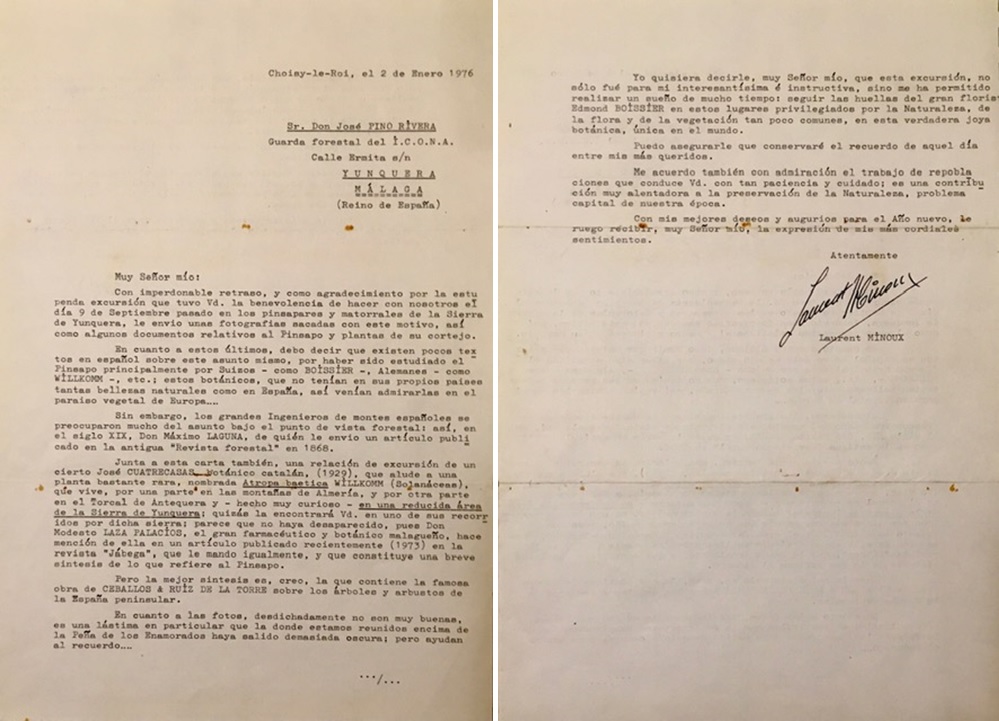 Choisy-le-Roi, el 2 de Enero 1976
Sr. Don José PINO RIVERA
Guarda forestal del I.C.O.N.A.
Calle Ermita s/n
YUNQUERA
MÁLAGA
(Reino de España)
Muy Señor mío:
Con imperdonable retraso, y como agradecimiento por la estu
penda excursión que tuvo Vd. la benevolencia de hacer con nosotros el
día 9 de Septiembre pasado en los pinsapares y matorrales de la Sierra
de Yunquera, le envío unas fotografías sacadas con este motivo, así
como algunos documentos relativos al Pinsapo y plantas de su cortejo.
En cuanto a estos últimos, debo decir que existen pocos tex
tos en español sobre este asunto mismo, por haber sido estudiado el
Pinsapo principalmente por Suizos - como BOISSIER -, Alemanes - como
WILLKOMM -, etc.; estos botánicos, que no tenían en sus propios países
tantas bellezas naturales como en España, así venían admirarlas en el
paraíso vegetal de Europa....
Sin embargo, los grandes Ingenieros de montes españoles se
preocuparon mucho del asunto bajo el punto de vista forestal: así, en
el siglo XIX, Don Máximo LAGUNA, de quién le envío un artículo publi
cado en la antigua "Revista forestal" en 1868.
Junta a esta carta también, una relación de excursión de un
cierto José CUATRECASAS, botánico catalán, (1929), que alude a una
planta bastante rara, nombrada Atropa baetica WILLKOMM (Solanáceas),
que vive, por una parte en las montañas de Almería, y por otra parte
en el Torcal de Antequera y - hecho muy curioso - en una reducida área
de la Sierra de Yunquera; quizás la encontrará Vd. en uno de sus recorr
idos por dicha sierra; parece que no haya desaparecido, pues Don
Modesto LAZA PALACIOS, el gran farmacéutico y botánico malagueño, hace
mención de ella en un artículo publicado recientemente (1973) en la
revista "Jábega", que le mando igualmente, y que constituye una breve
síntesis de lo que refiere al Pinsapo.
Pero la mejor síntesis es, creo, la que contiene la famosa
obra de CEBALLOS & RUIZ DE LA TORRE sobre los árboles y arbustos de
la España peninsular.
En cuanto a las fotos, desdichadamente no son muy buenas,
es una lástima en particular que la donde estamos reunidos encima de
la Peña de los Enamorados haya salido demasiada oscura; pero ayudan
al recuerdo....
.../...
Yo quisiera decirle, muy Señor mío, que esta excursión, no
sólo fué para mi interesantísima é instructiva, sino me ha permitido
realizar un sueño de mucho tiempo: seguir las huellas del gran floris
Edmond BOISSIER en estos lugares privilegiados por la Naturaleza, de
la flora y de la vegetación tan poco comunes, en esta verdadera joya
botánica, única en el mundo.
Puedo asegurarle que conservaré el recuerdo de aquel día
entre mis más queridos.
Me acuerdo también con admiración el trabajo de repobla
ciones que conduce Vd. con tan paciencia y cuidado; es una contribu
ción muy alentadora a la preservación de la Naturaleza, problema
capital de nuestra época.
Con mis mejores deseos y augurios para el Año nuevo, le
ruego recibir, muy Señor mío, la expresión de mis más cordiales
sentimientos.
Atentamente
Laurent Minoux
Laurent MINOUX